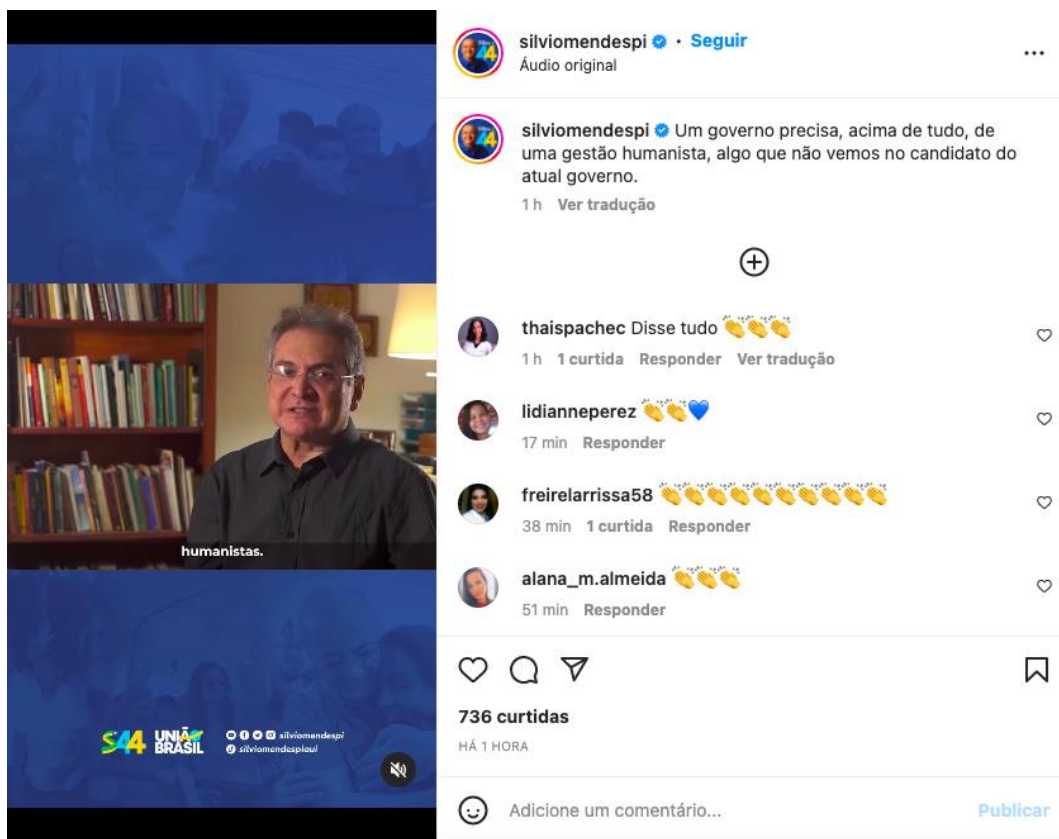 silviomendespi · Seguir
Áudio original
silviomendespi Um governo precisa, acima de tudo, de
uma gestão humanista, algo que não vemos no candidato do
atual governo.
1 h Ver tradução
thaispachec Disse tudo 👏👏👏
1 h 1 curtida Responder Ver tradução
lidianneperez 👏👏💙
17 min Responder
freirelarrissa58 👏👏👏👏👏👏👏👏👏👏
38 min 1 curtida Responder
alana_m.almeida 👏👏👏
51 min Responder
736 curtidas
HÁ 1 HORA
Adicione um comentário... Publicar
humanistas.
S44 UNIÃO BRASIL
silviomendespi
silviomendespiaui